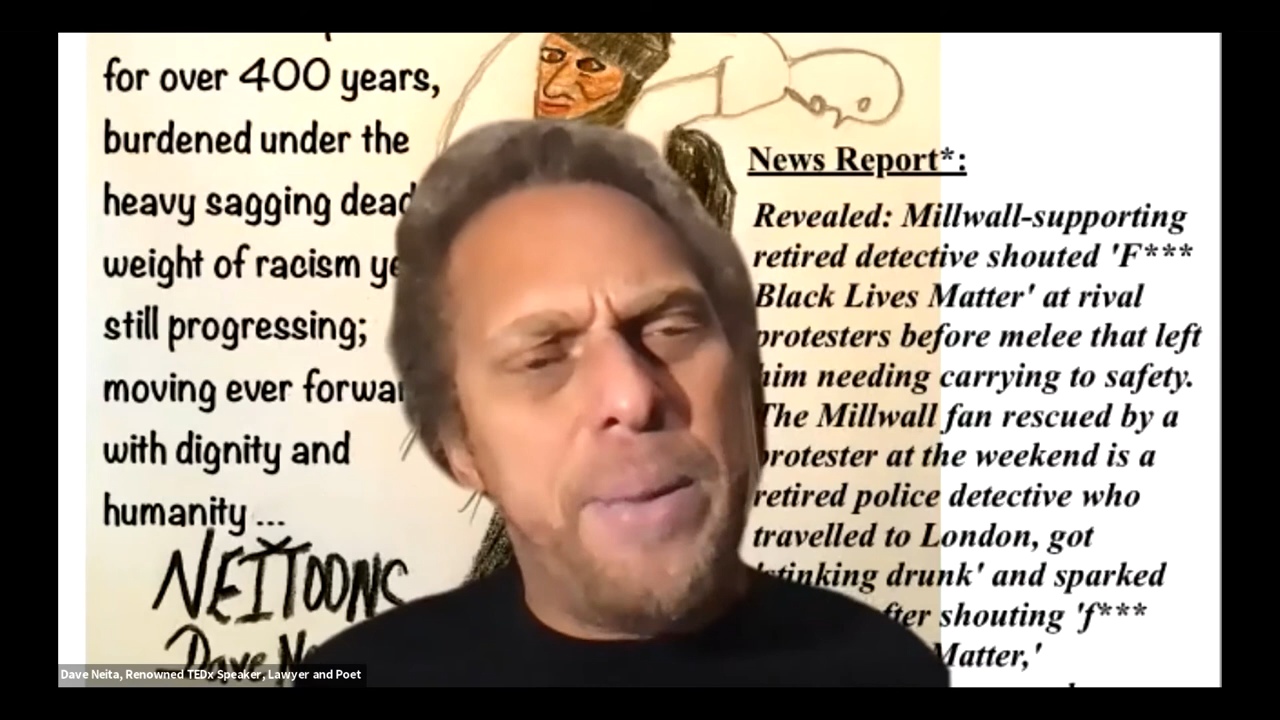 for over 400 years,
burdened under the
heavy sagging dead
weight of racism
still progressing;
moving ever
with dignity and
humanity ...
NEITOONS
Dave
News Report*:
Revealed: Millwall-supporting
retired detective shouted 'F***
Black Lives Matter' at rival
protesters before melee that left
him needing carrying to safety.
The Millwall fan rescued by a
protester at the weekend is a
retired police detective who
travelled to London, got
'stinking drunk' and sparked
shouting 'f***
Matter,'
Dave Neita, Renowned TEDx Speaker, Lawyer and Poet